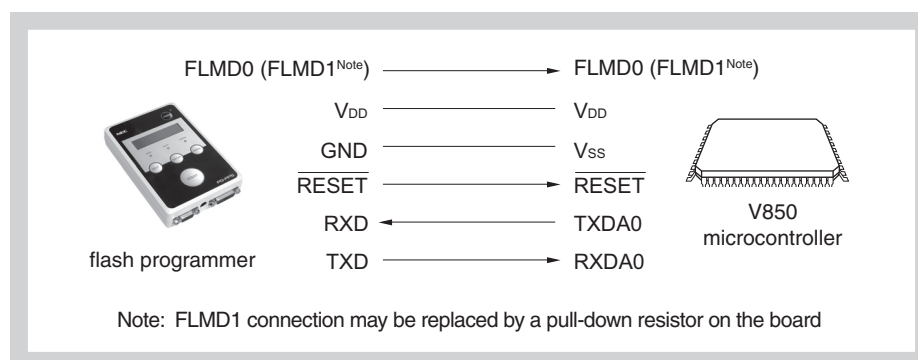 FLMD0 (FLMD1Note) FLMD0 (FLMD1Note)
VDD VDD
GND VSS
RESET RESET
RXD TXDA0
TXD RXDA0
flash programmer
V850
microcontroller
NEC
Note: FLMD1 connection may be replaced by a pull-down resistor on the board